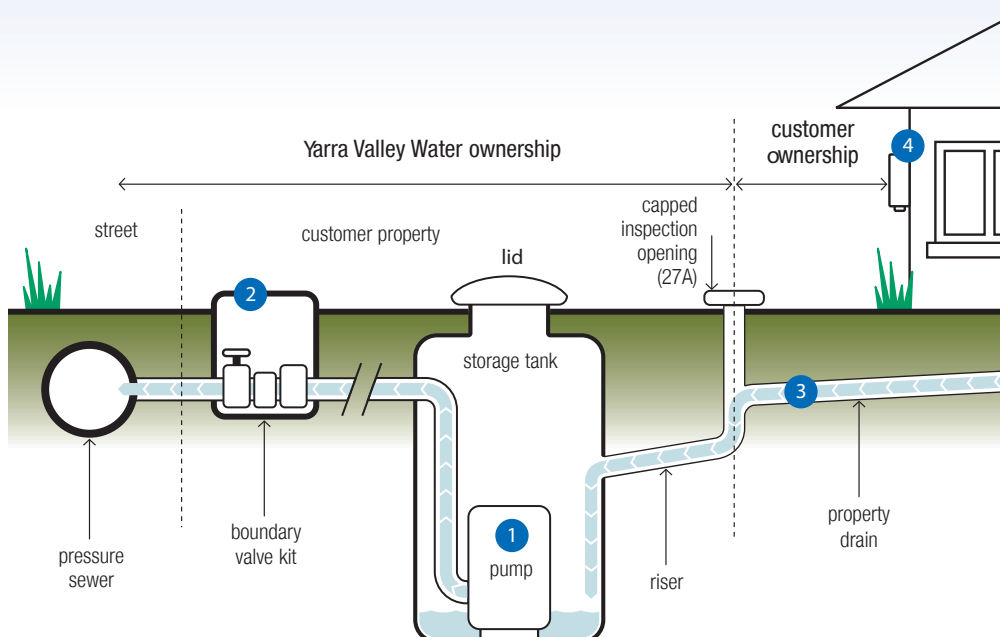 Yarra Valley Water ownership
customer
ownership
4
street
customer property
capped
inspection
opening
(27A)
lid
2
storage tank
3
1
pump
boundary
valve kit
pressure
sewer
riser
property
drain